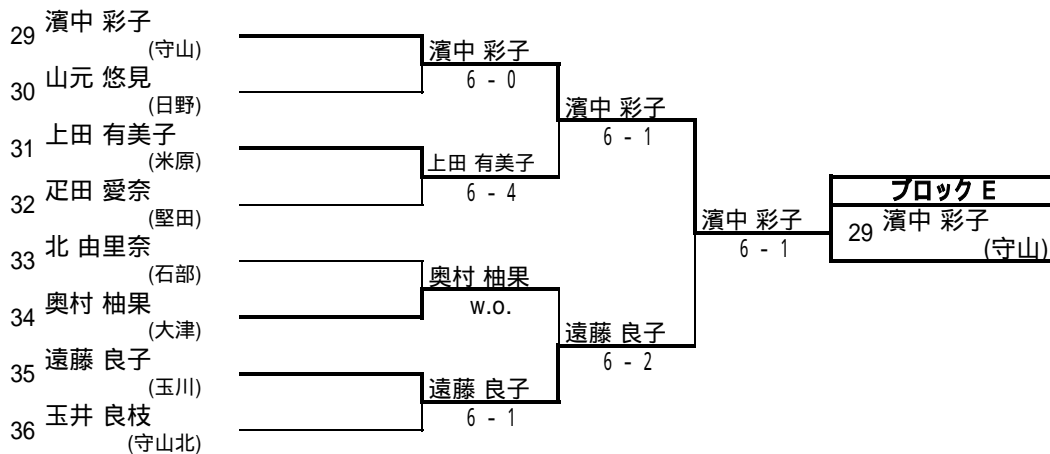 29 濱中 彩子
(守山)
30 山元 悠見
(日野)
31 上田 有美子
(米原)
32 疋田 愛奈
(堅田)
33 北 由里奈
(石部)
34 奥村 柚果
(大津)
35 遠藤 良子
(玉川)
36 玉井 良枝
(守山北)
濱中 彩子
6 - 0
上田 有美子
6 - 4
奥村 柚果
w.o.
遠藤 良子
6 - 1
濱中 彩子
6 - 1
遠藤 良子
6 - 2
濱中 彩子
6 - 1
ブロック E
29 濱中 彩子
(守山)